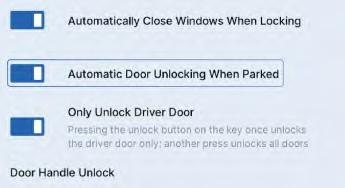 Automatically Close Windows When Locking
Automatic Door Unlocking When Parked
Only Unlock Driver Door
Pressing the unlock button on the key once unlocks
the driver door only; another press unlocks all doors
Door Handle Unlock